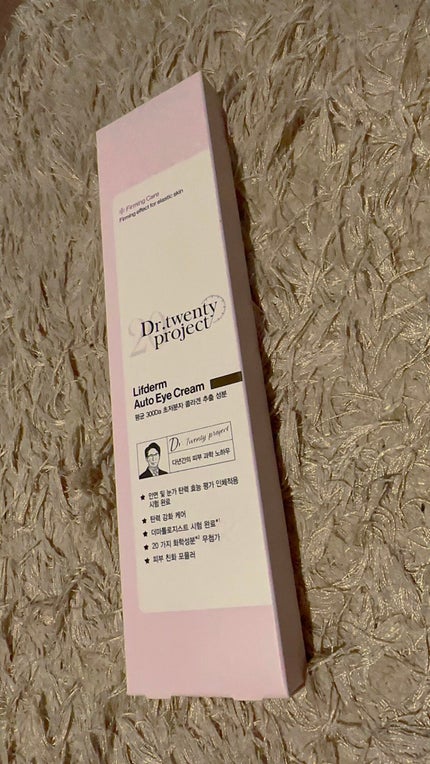 Firming Care
Firming effect for elastic skin
20
Dr.twenty
project
Lifderm
Auto Eye Cream
평균 300Da 초저분자 콜라겐 추출 성분
Dr. Twenty project
다년간의 피부 과학 노하우
★ 안면 및 눈가 탄력 효능 평가 인체적용
시험 완료
★ 탄력 강화 케어
★ 더마톨로지스트 시험 완료*¹
★ 20 가지 화학성분*² 무첨가
★ 피부 친화 포뮬러